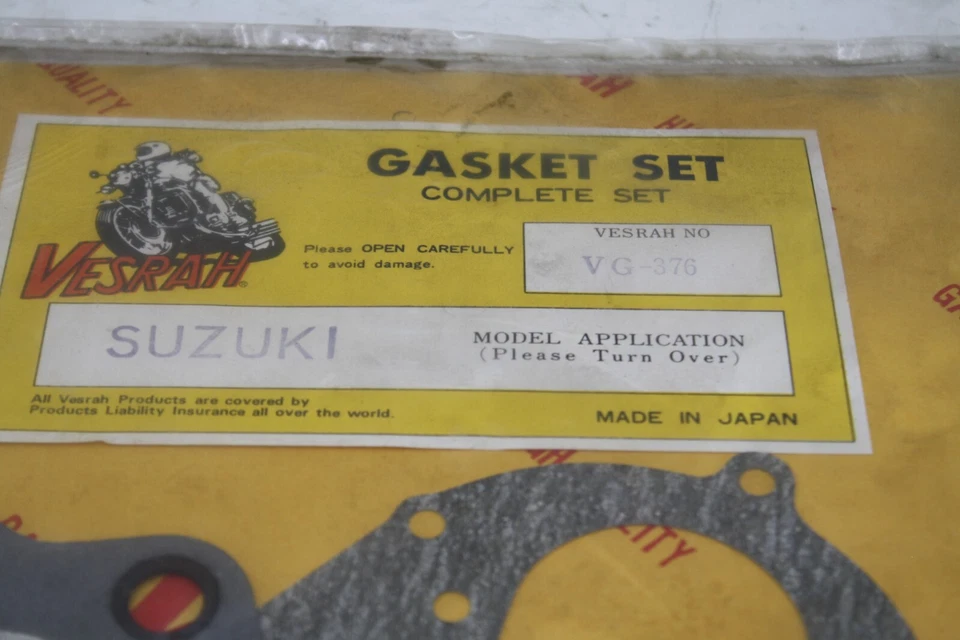 QUALITY
GASKET SET
COMPLETE SET
VESRAH NO
Please OPEN CAREFULLY
to avoid damage.
VG-376
VESRAH®
SUZUKI
MODEL APPLICATION
(Please Turn Over)
All Vesrah Products are covered by
Products Liability Insurance all over the world.
MADE IN JAPAN